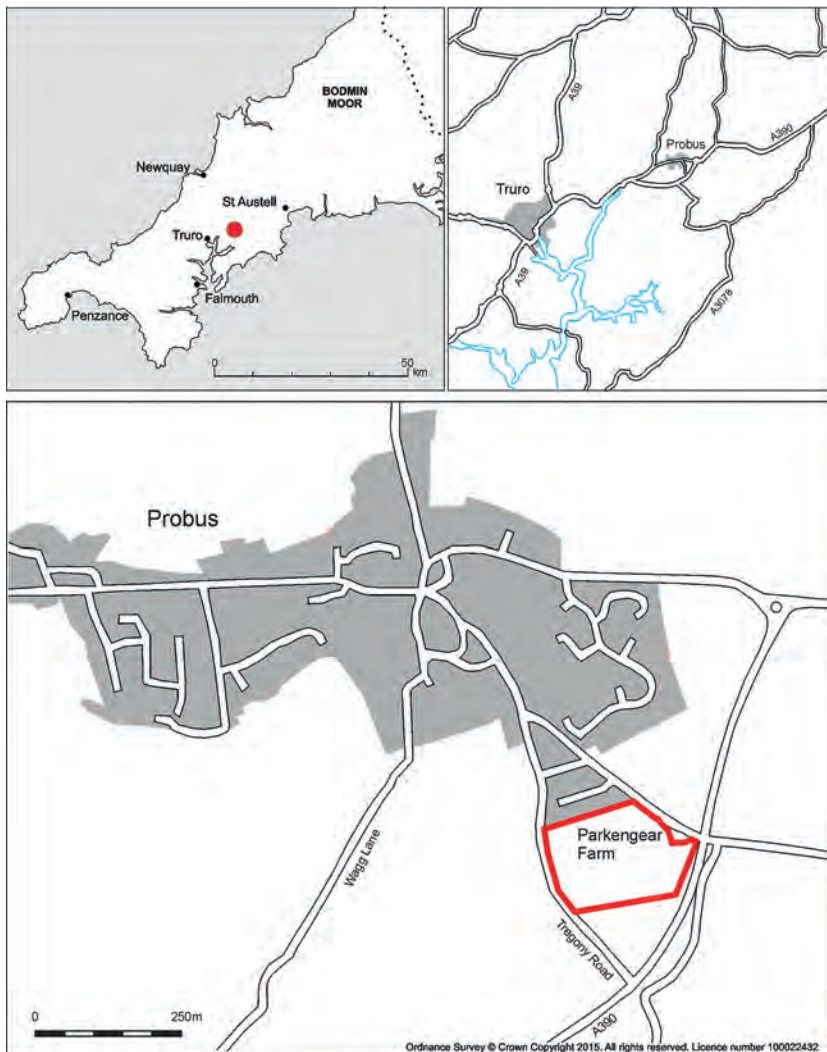 BODMIN
MOOR
Newquay
St Austell
Truro
Falmouth
Penzance
0 50
km
A39
A390
Probus
Truro
A39
A3078
Probus
Parkengear
Farm
Wagg Lane
Tregony Road
A390
0 250m
Ordnance Survey © Crown Copyright 2015. All rights reserved. Licence number 100022432